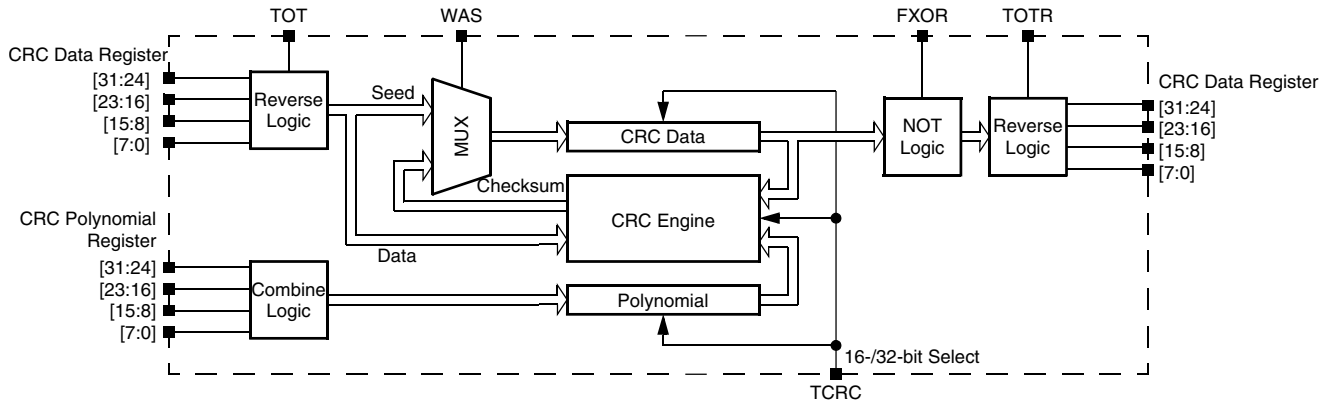 TOT
WAS
FXOR
TOTR
CRC Data Register
[31:24]
[23:16]
[15:8]
[7:0]
Reverse
Logic
Seed
MUX
CRC Data
NOT
Logic
Reverse
Logic
CRC Data Register
[31:24]
[23:16]
[15:8]
[7:0]
Checksum
CRC Engine
CRC Polynomial
Register
[31:24]
[23:16]
[15:8]
[7:0]
Data
Combine
Logic
Polynomial
16-/32-bit Select
TCRC